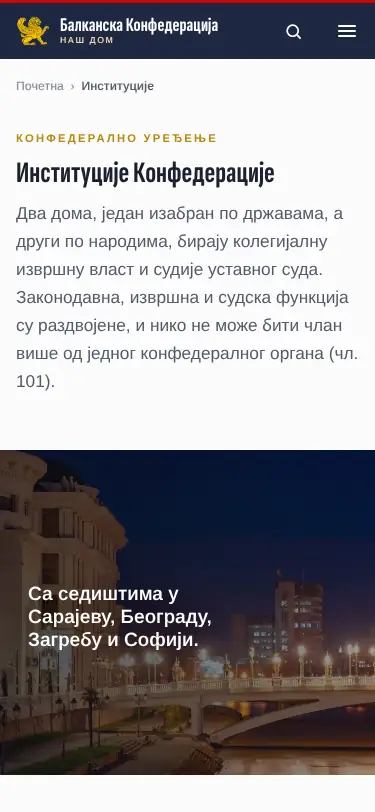 Балканска Конфедерација
НАШ ДОМ
Почетна › Институције
КОНФЕДЕРАЛНО УРЕЂЕЊЕ
Институције Конфедерације
Два дома, један изабран по државама, а
други по народима, бирају колегијалну
извршну власт и судије уставног суда.
Законодавна, извршна и судска функција
су раздвојене, и нико не може бити члан
више од једног конфедералног органа (чл.
101).
Са седиштима у
Сарајеву, Београду,
Загребу и Софији.